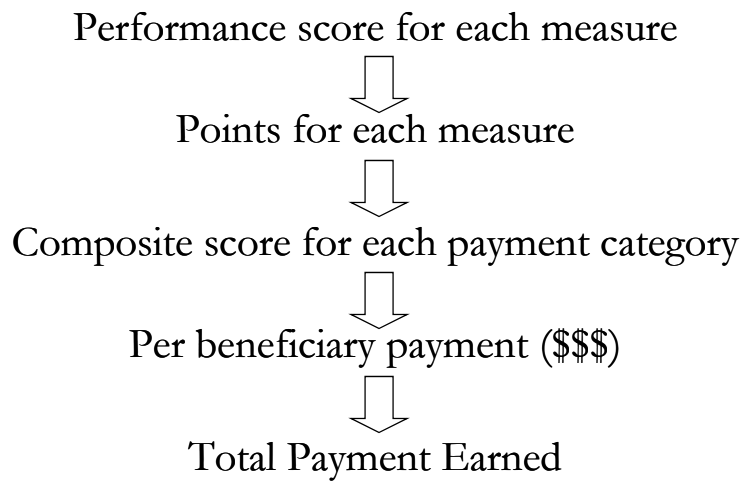 Performance score for each measure
Points for each measure
Composite score for each payment category
Per beneficiary payment ($$$)
Total Payment Earned